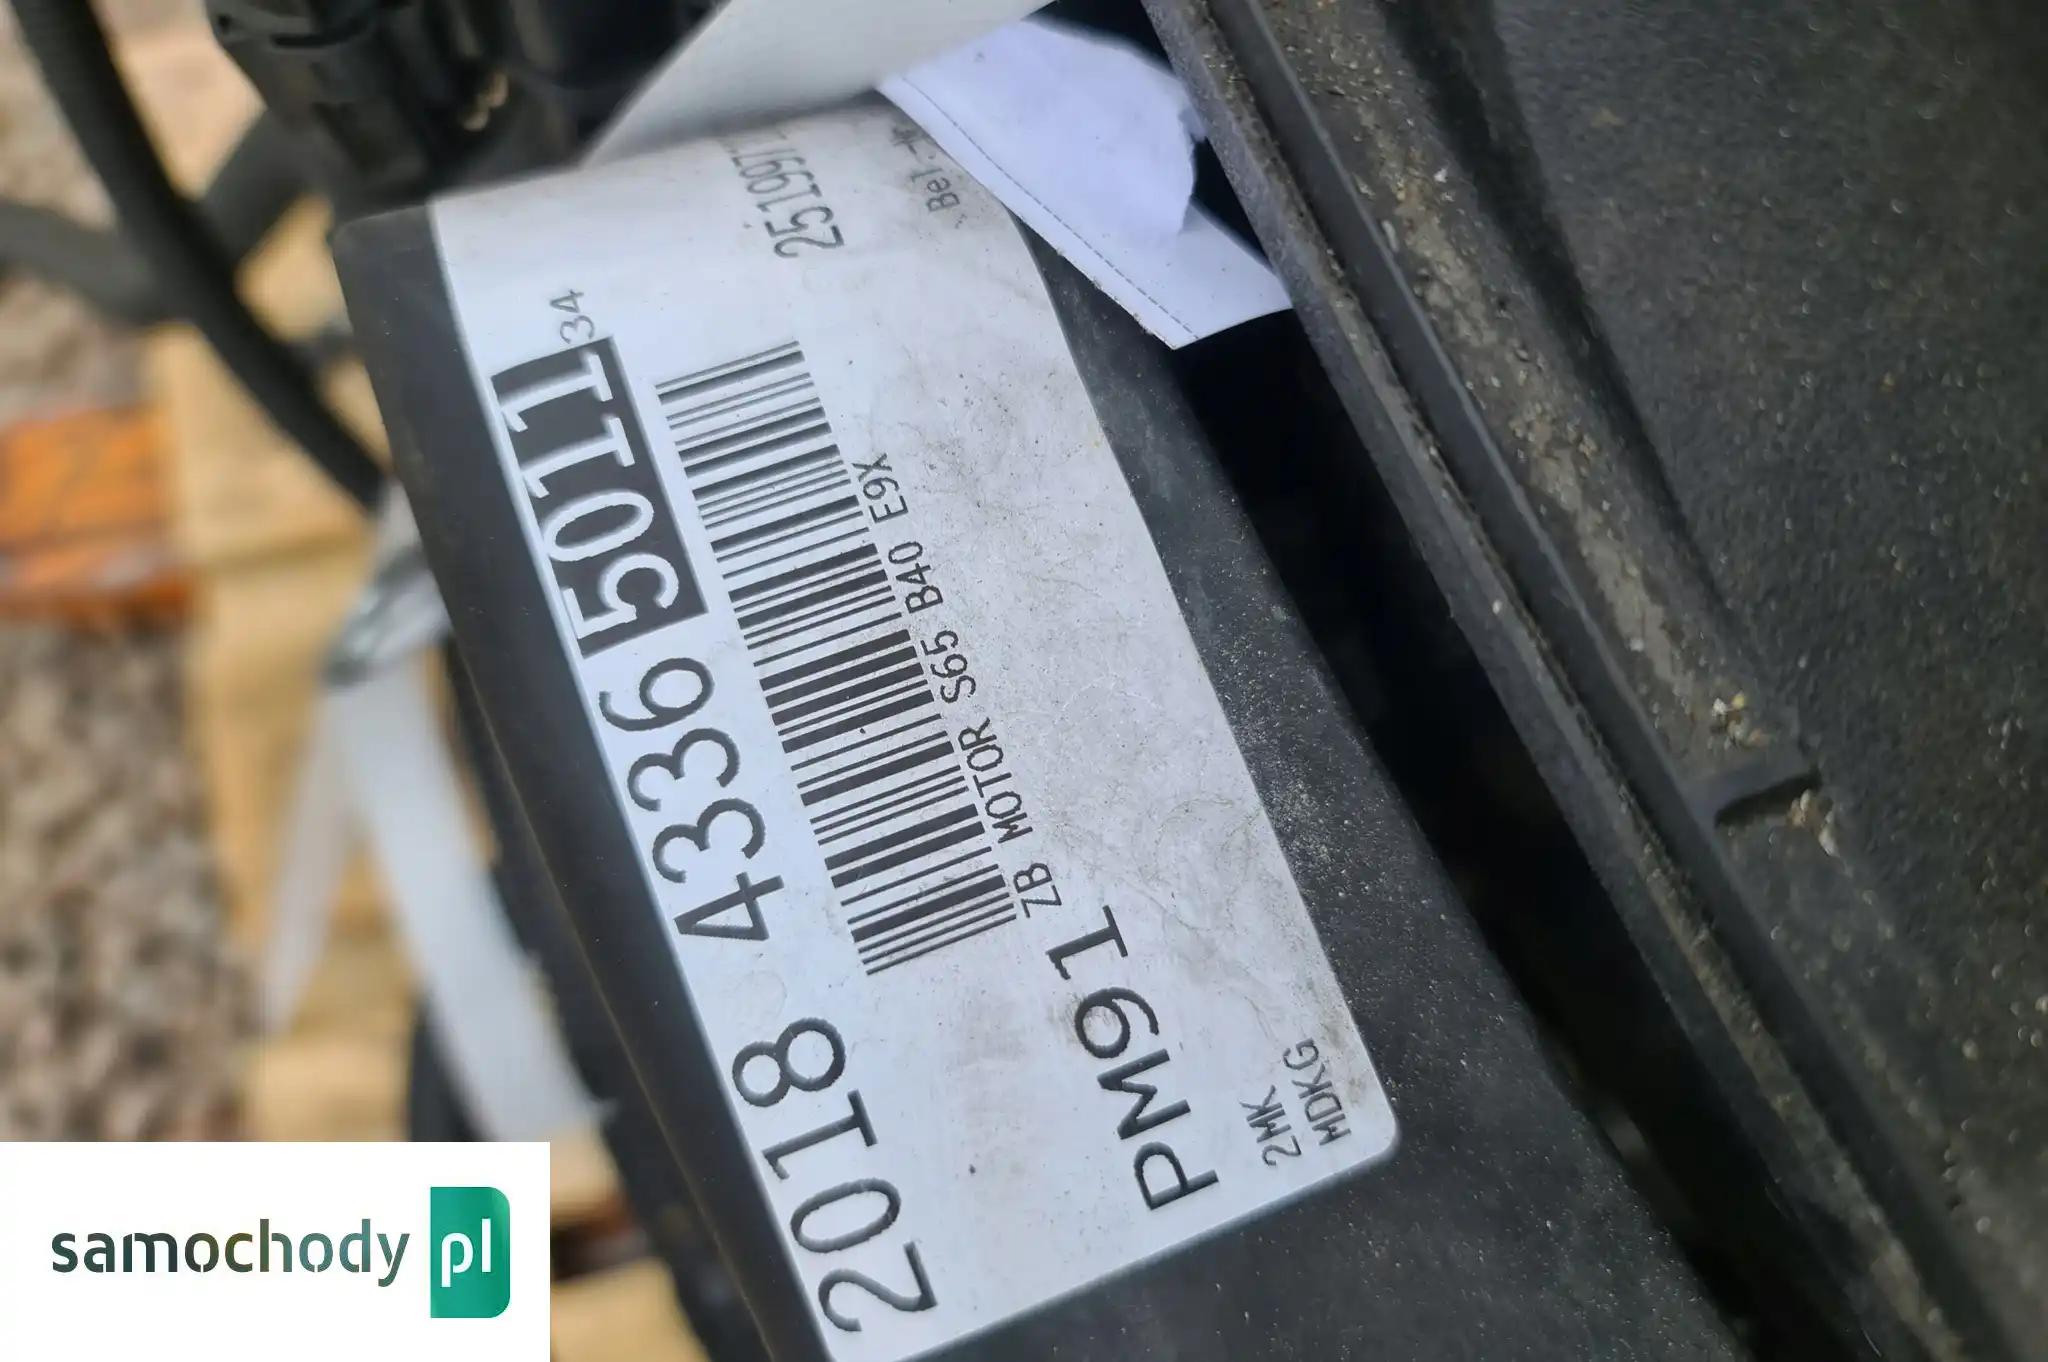 2018 4336 5011 34
ZB MOTOR S65 B40 E9X
PM91
2MK
MDKG
samochody pl